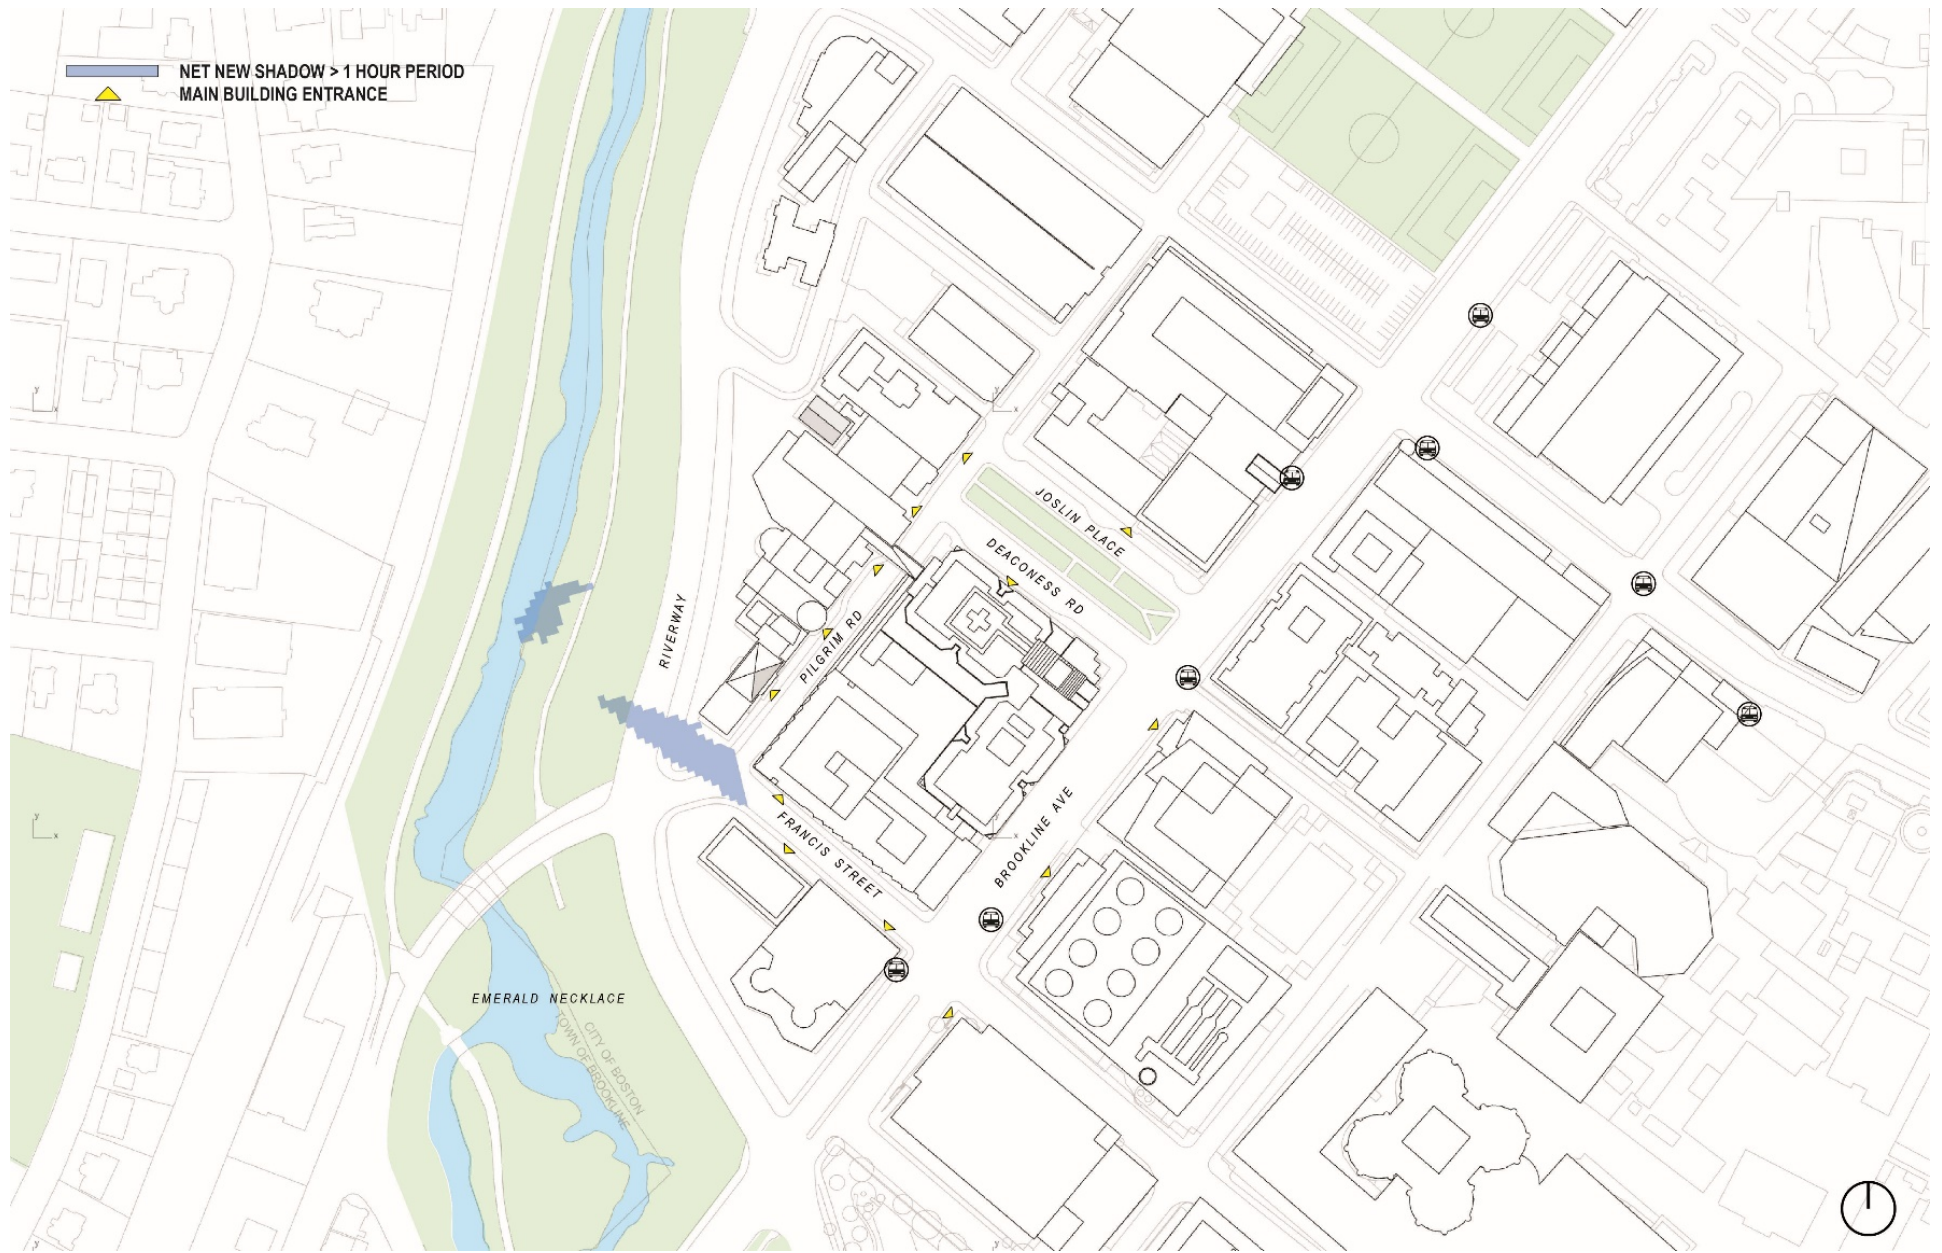 NET NEW SHADOW > 1 HOUR PERIOD
MAIN BUILDING ENTRANCE
JOSLIN PLACE
DEACONESS RD
RIVERWAY
PILGRIM RD
FRANCIS STREET
BROOKLINE AVE
EMERALD NECKLACE
CITY OF BOSTON
TOWN OF BROOKLINE
y
x
y
x
y
x
x
y
y